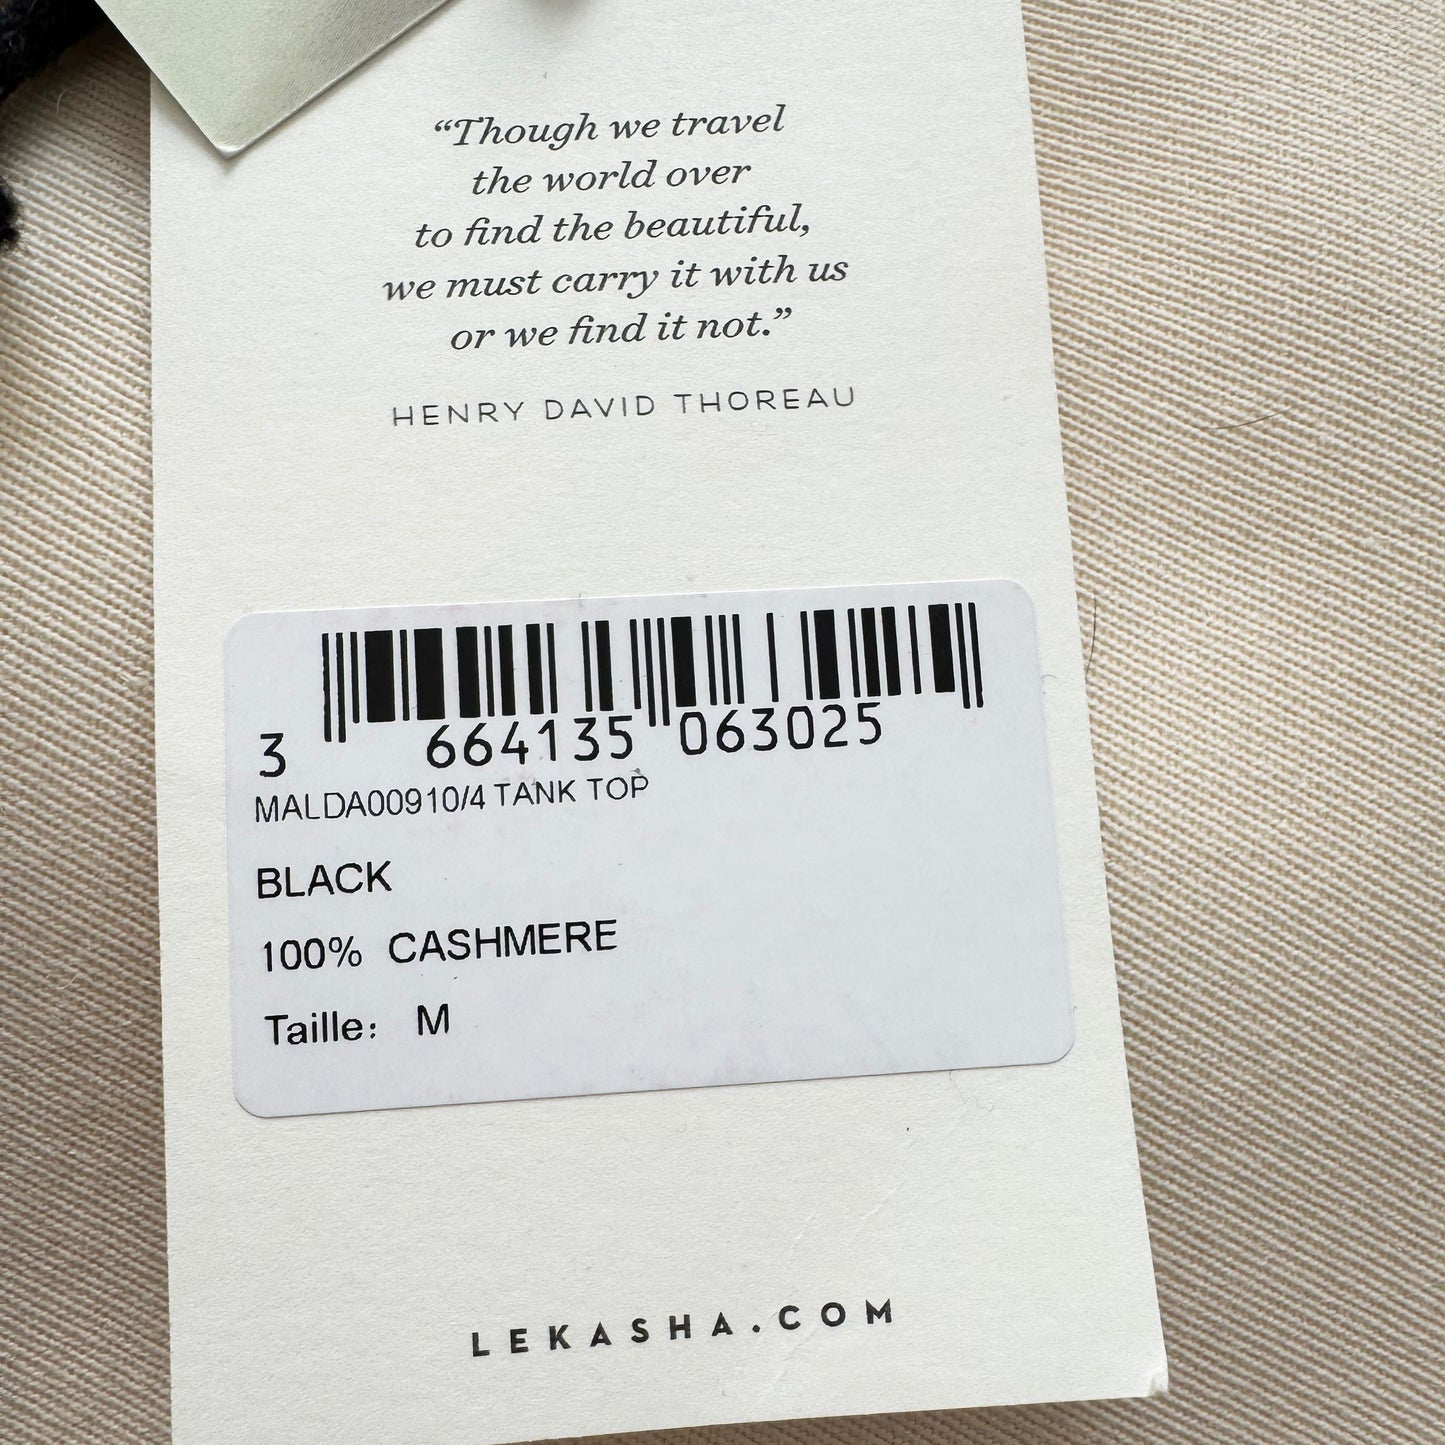 “Though we travel
the world over
to find the beautiful,
we must carry it with us
or we find it not.”
HENRY DAVID THOREAU
3 664135 063025
MALDA00910/4 TANK TOP
BLACK
100% CASHMERE
Taille: M
LEKASHA.COM